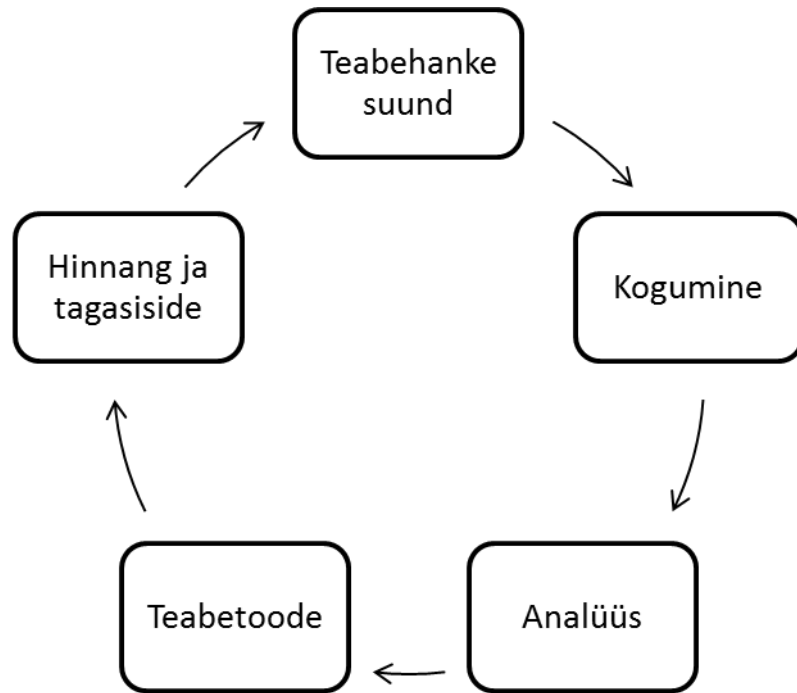 Teabehanke
suund
Kogumine
Analüüs
Teabetoode
Hinnang ja
tagasiside